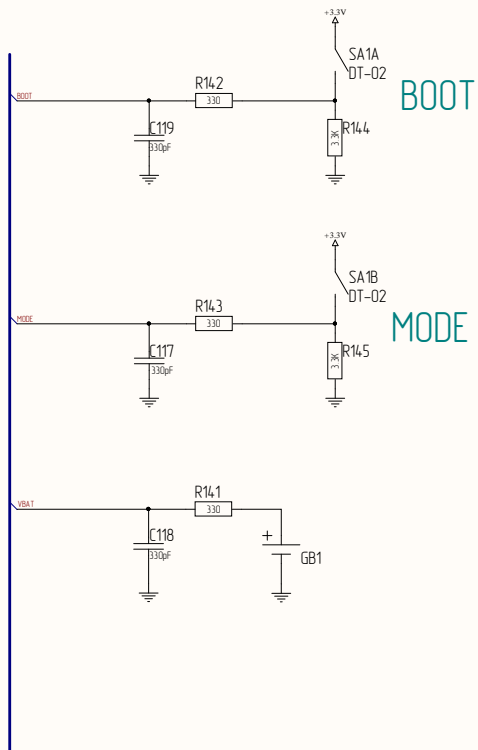 +3.3V
SA1A
DT-02
BOOT
R142
330
BOOT
C119
330pF
R144
3.3K
+3.3V
SA1B
DT-02
MODE
R143
330
MODE
C117
330pF
R145
3.3K
VBAT
R141
330
C118
330pF
+
GB1